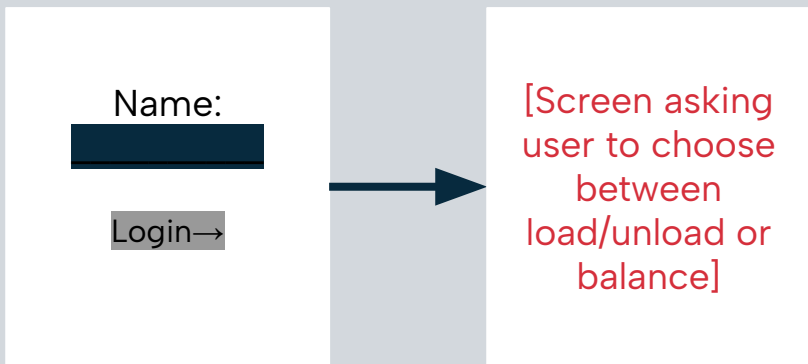 Name:
Login→
[Screen asking
user to choose
between
load/unload or
balance]